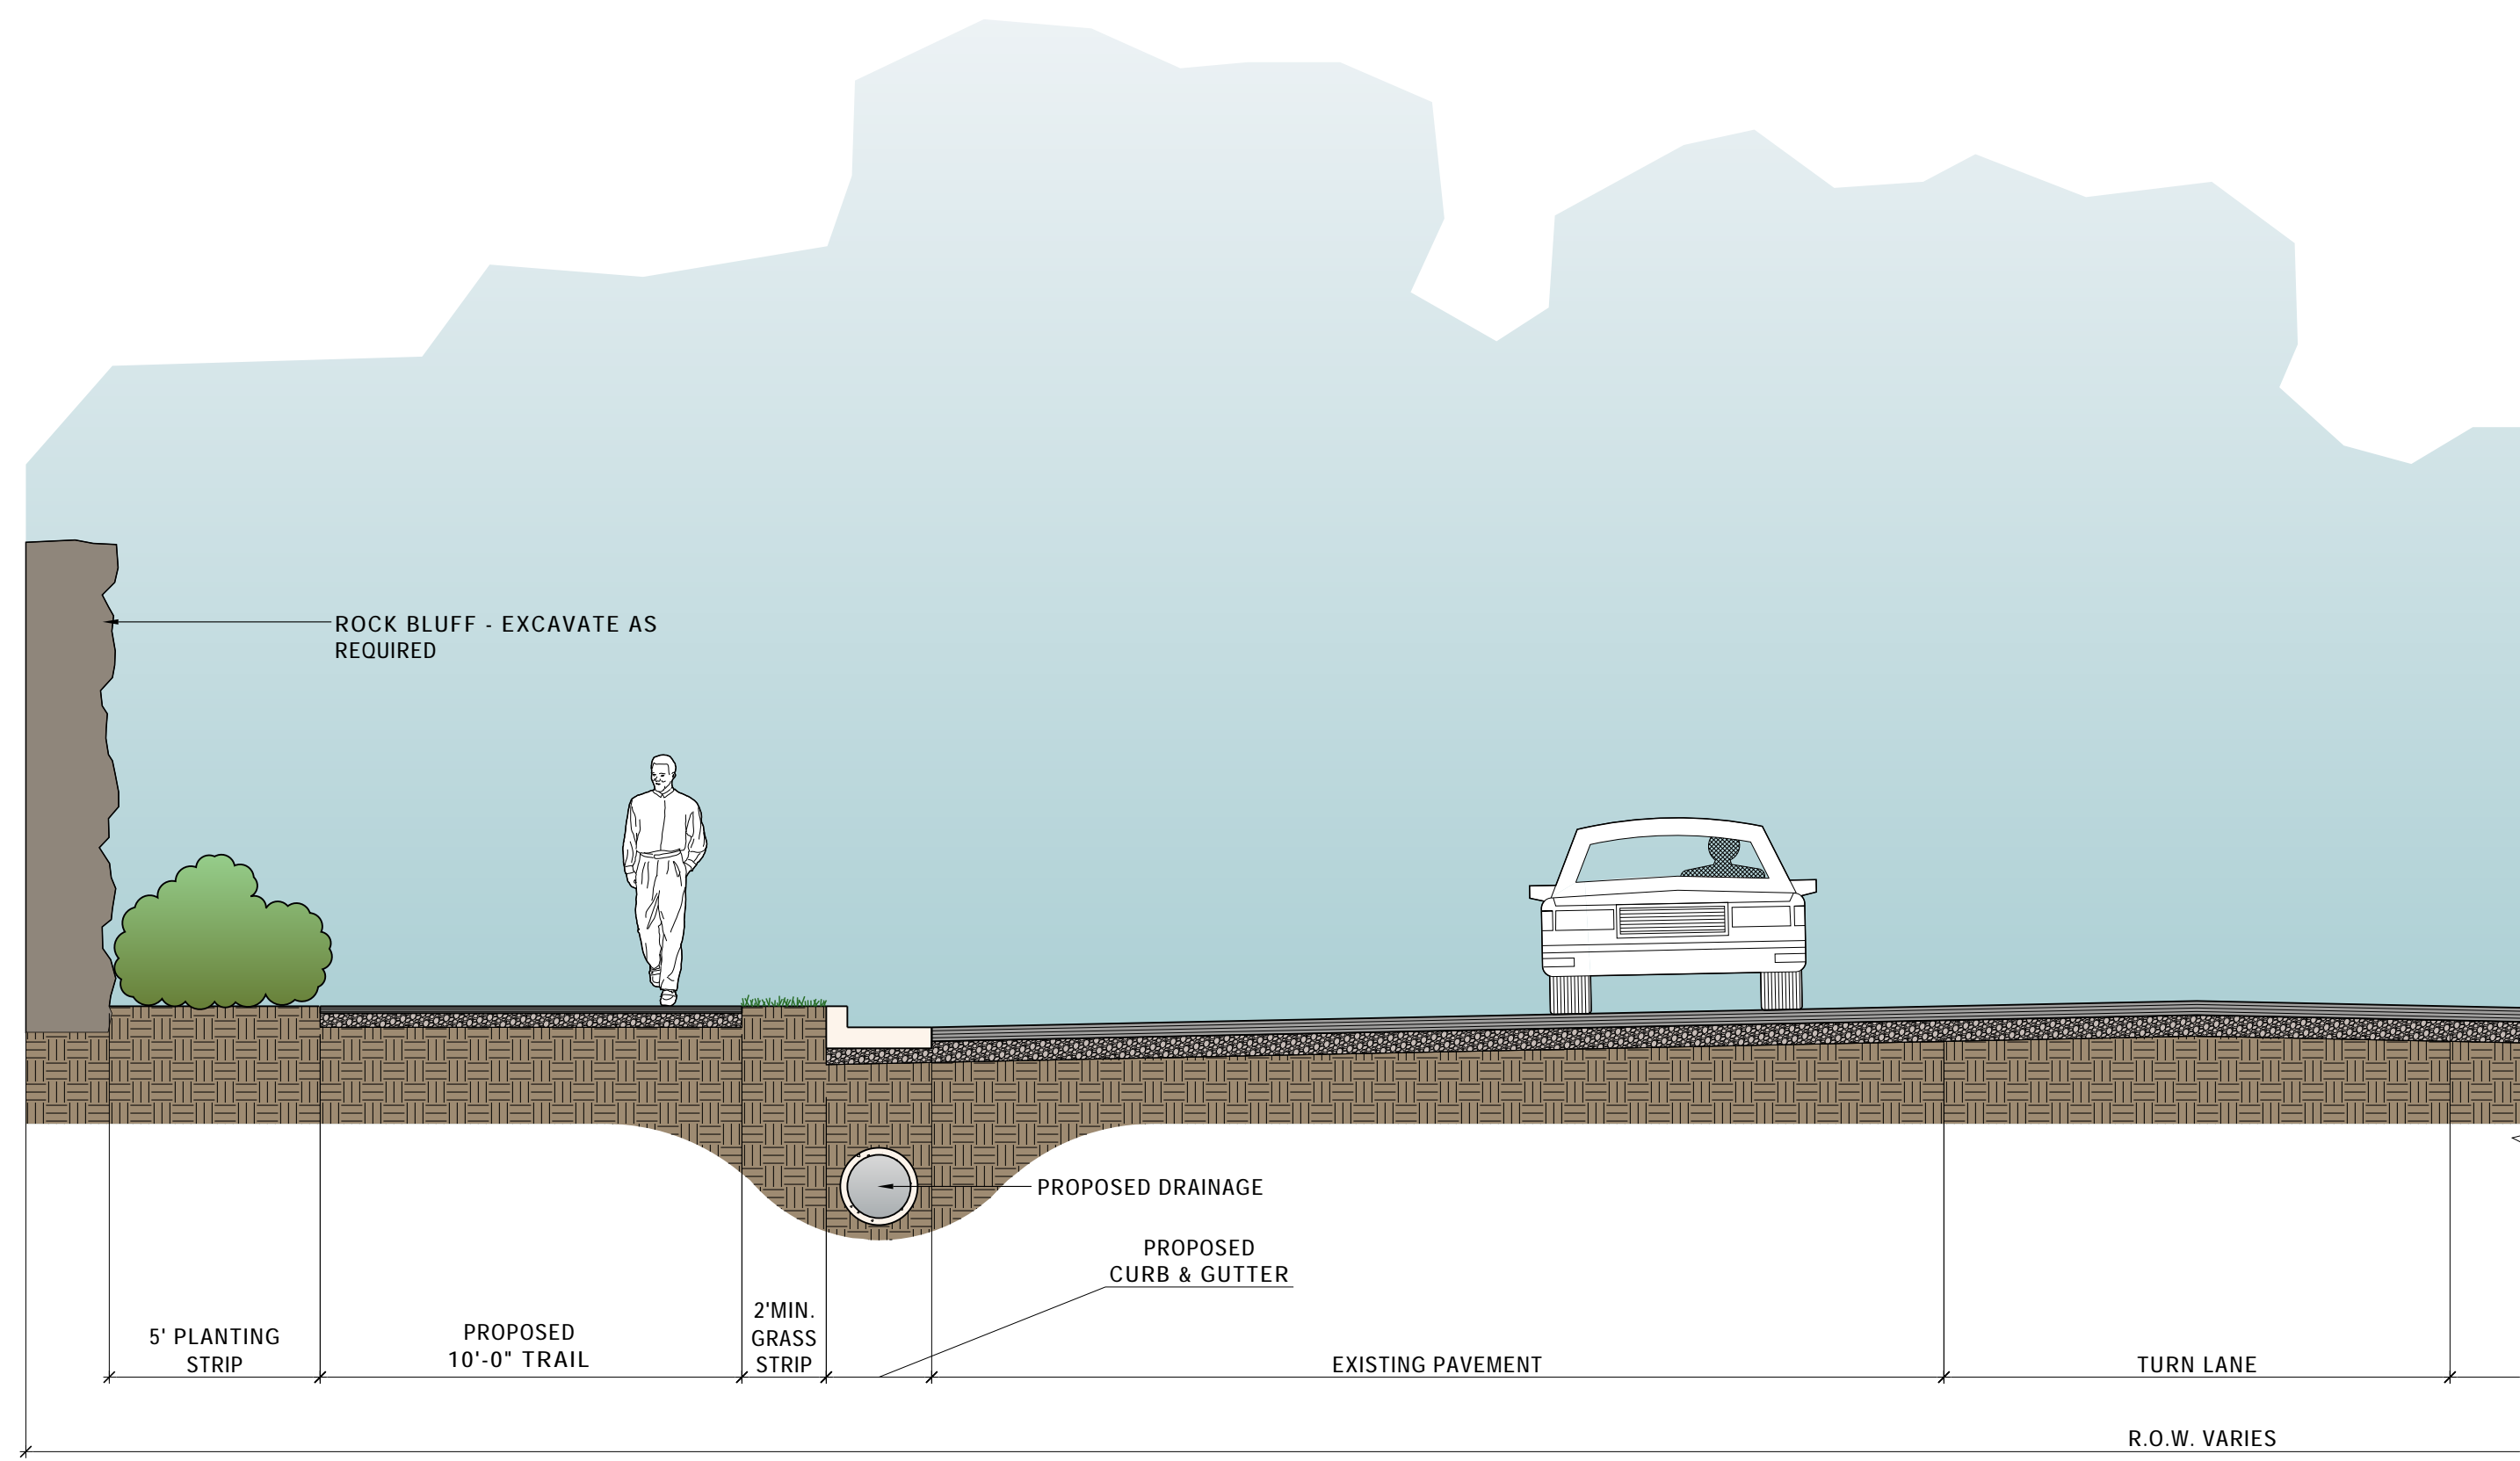 ROCK BLUFF - EXCAVATE AS
REQUIRED
PROPOSED DRAINAGE
PROPOSED
CURB & GUTTER
5' PLANTING
STRIP
PROPOSED
10'-0" TRAIL
2'MIN.
GRASS
STRIP
EXISTING PAVEMENT
TURN LANE
R.O.W. VARIES